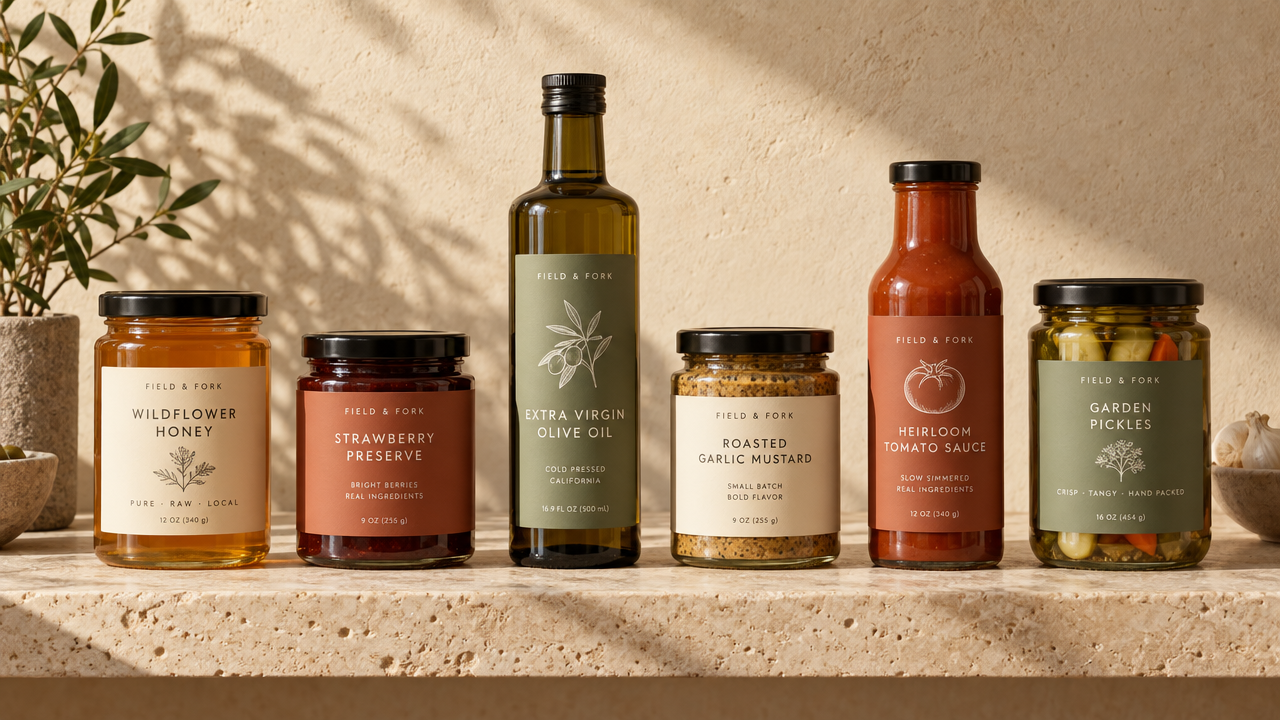 FIELD & FORK
WILDFLOWER
HONEY
PURE · RAW · LOCAL
12 OZ (340 g)
FIELD & FORK
STRAWBERRY
PRESERVE
BRIGHT BERRIES
REAL INGREDIENTS
9 OZ (255 g)
FIELD & FORK
EXTRA VIRGIN
OLIVE OIL
COLD PRESSED
CALIFORNIA
16.9 FL OZ (500 mL)
FIELD & FORK
ROASTED
GARLIC MUSTARD
SMALL BATCH
BOLD FLAVOR
9 OZ (255 g)
FIELD & FORK
HEIRLOOM
TOMATO SAUCE
SLOW SIMMERED
REAL INGREDIENTS
12 OZ (340 g)
FIELD & FORK
GARDEN
PICKLES
CRISP · TANGY · HAND PACKED
16 OZ (454 g)